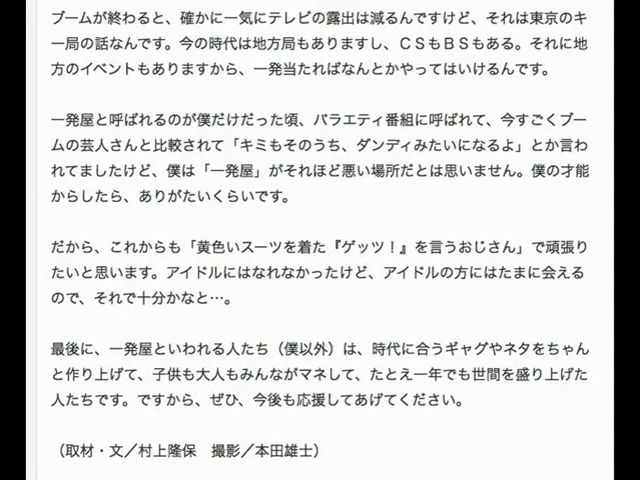 ブームが終わると、確かに一気にテレビの露出は減るんですけど、それは東京のキ
一局の話なんです。今の時代は地方局もありますし、ＣＳもＢＳもある。それに地
方のイベントもありますから、一発当たればなんとかやってはいけるんです。
一発屋と呼ばれるのが僕だけだった頃、バラエティ番組に呼ばれて、今すごくブー
ムの芸人さんと比較されて「キミもそのうち、ダンディみたいになるよ」とか言わ
れてましたけど、僕は「一発屋」がそれほど悪い場所だとは思いません。僕の才能
からしたら、ありがたいくらいです。
だから、これからも「黄色いスーツを着た『ゲッツ！』を言うおじさん」で頑張り
たいと思います。アイドルにはなれなかったけど、アイドルの方にはたまに会える
ので、それで十分かなと…。
最後に、一発屋といわれる人たち（僕以外）は、時代に合うギャグやネタをちゃん
と作り上げて、子供も大人もみんながマネして、たとえ一年でも世間を盛り上げた
人たちです。ですから、ぜひ、今後も応援してあげてください。
（取材・文／村上隆保　撮影／本田雄士）